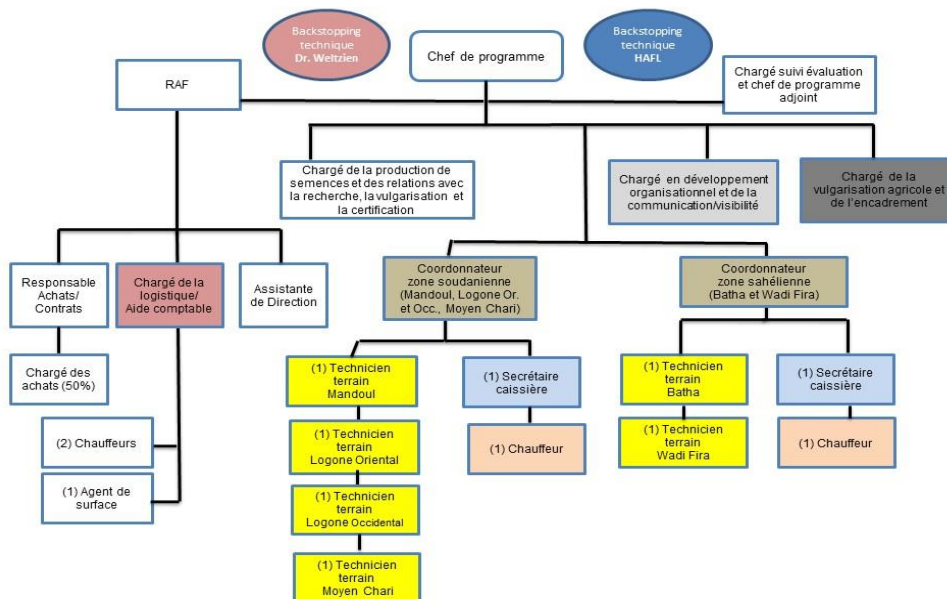 Backstopping
technique
Dr. Weltzien
Chef de programme
Backstopping
technique
HAFL
RAF
Chargé suivi évaluation
et chef de programme
adjoint
Chargé de la production de
semences et des relations avec
la recherche, la vulgarisation et
la certification
Chargé en développement
organisationnel et de la
communication/visibilité
Chargé de la
vulgarisation agricole et
de l'encadrement
Responsable
Achats/
Contrats
Chargé de la
logistique/
Aide comptable
Assistante
de Direction
Coordonnateur
zone soudanienne
(Mandoul, Logone Or.
et Occ., Moyen Chari)
Coordonnateur
zone sahélienne
(Batha et Wadi Fira)
Chargé des
achats (50%)
(1) Technicien
terrain
Mandoul
(1) Secrétaire
caissière
(1) Technicien
terrain
Batha
(1) Secrétaire
caissière
(2) Chauffeurs
(1) Technicien
terrain
Logone Oriental
(1) Chauffeur
(1) Technicien
terrain
Wadi Fira
(1) Chauffeur
(1) Agent de
surface
(1) Technicien
terrain
Logone Occidental
(1) Technicien
terrain
Moyen Chari